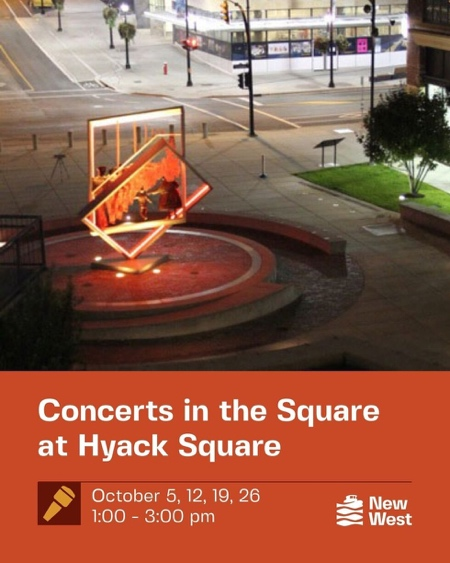 Concerts in the Square
at Hyack Square
October 5, 12, 19, 26
1:00 - 3:00 pm
New
West